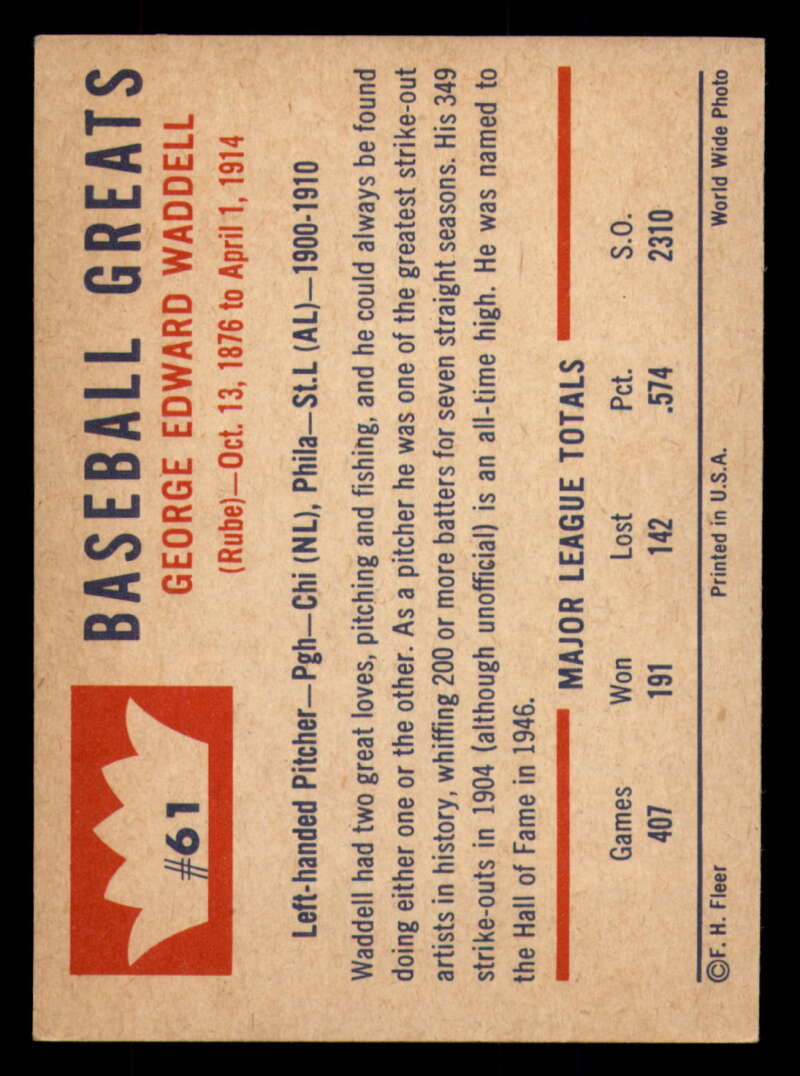 #61
BASEBALL GREATS
GEORGE EDWARD WADDELL
(Rube)—Oct. 13, 1876 to April 1, 1914
Left-handed Pitcher—Pgh—Chi (NL), Phila—St.L (AL)—1900-1910
Waddell had two great loves, pitching and fishing, and he could always be found
doing either one or the other. As a pitcher he was one of the greatest strike-out
artists in history, whiffing 200 or more batters for seven straight seasons. His 349
strike-outs in 1904 (although unofficial) is an all-time high. He was named to
the Hall of Fame in 1946.
MAJOR LEAGUE TOTALS
Games Won Lost Pct. S.O.
407 191 142 .574 2310
©F. H. Fleer Printed in U.S.A. World Wide Photo